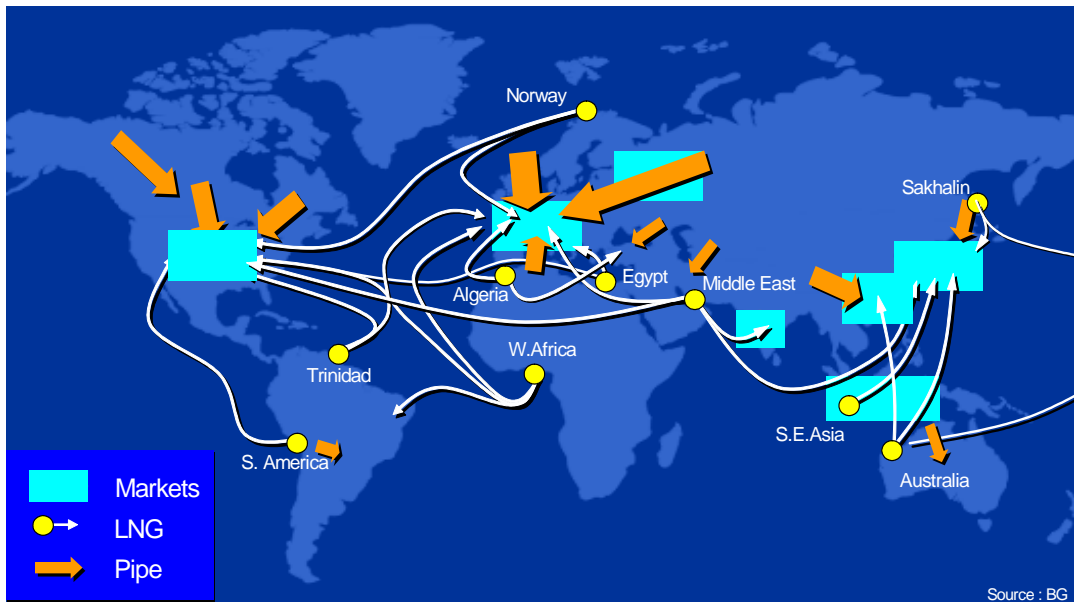 Norway
Sakhalin
Algeria
Egypt
Middle East
W.Africa
Trinidad
S.E.Asia
S. America
Australia
Markets
LNG
Pipe
Source : BG